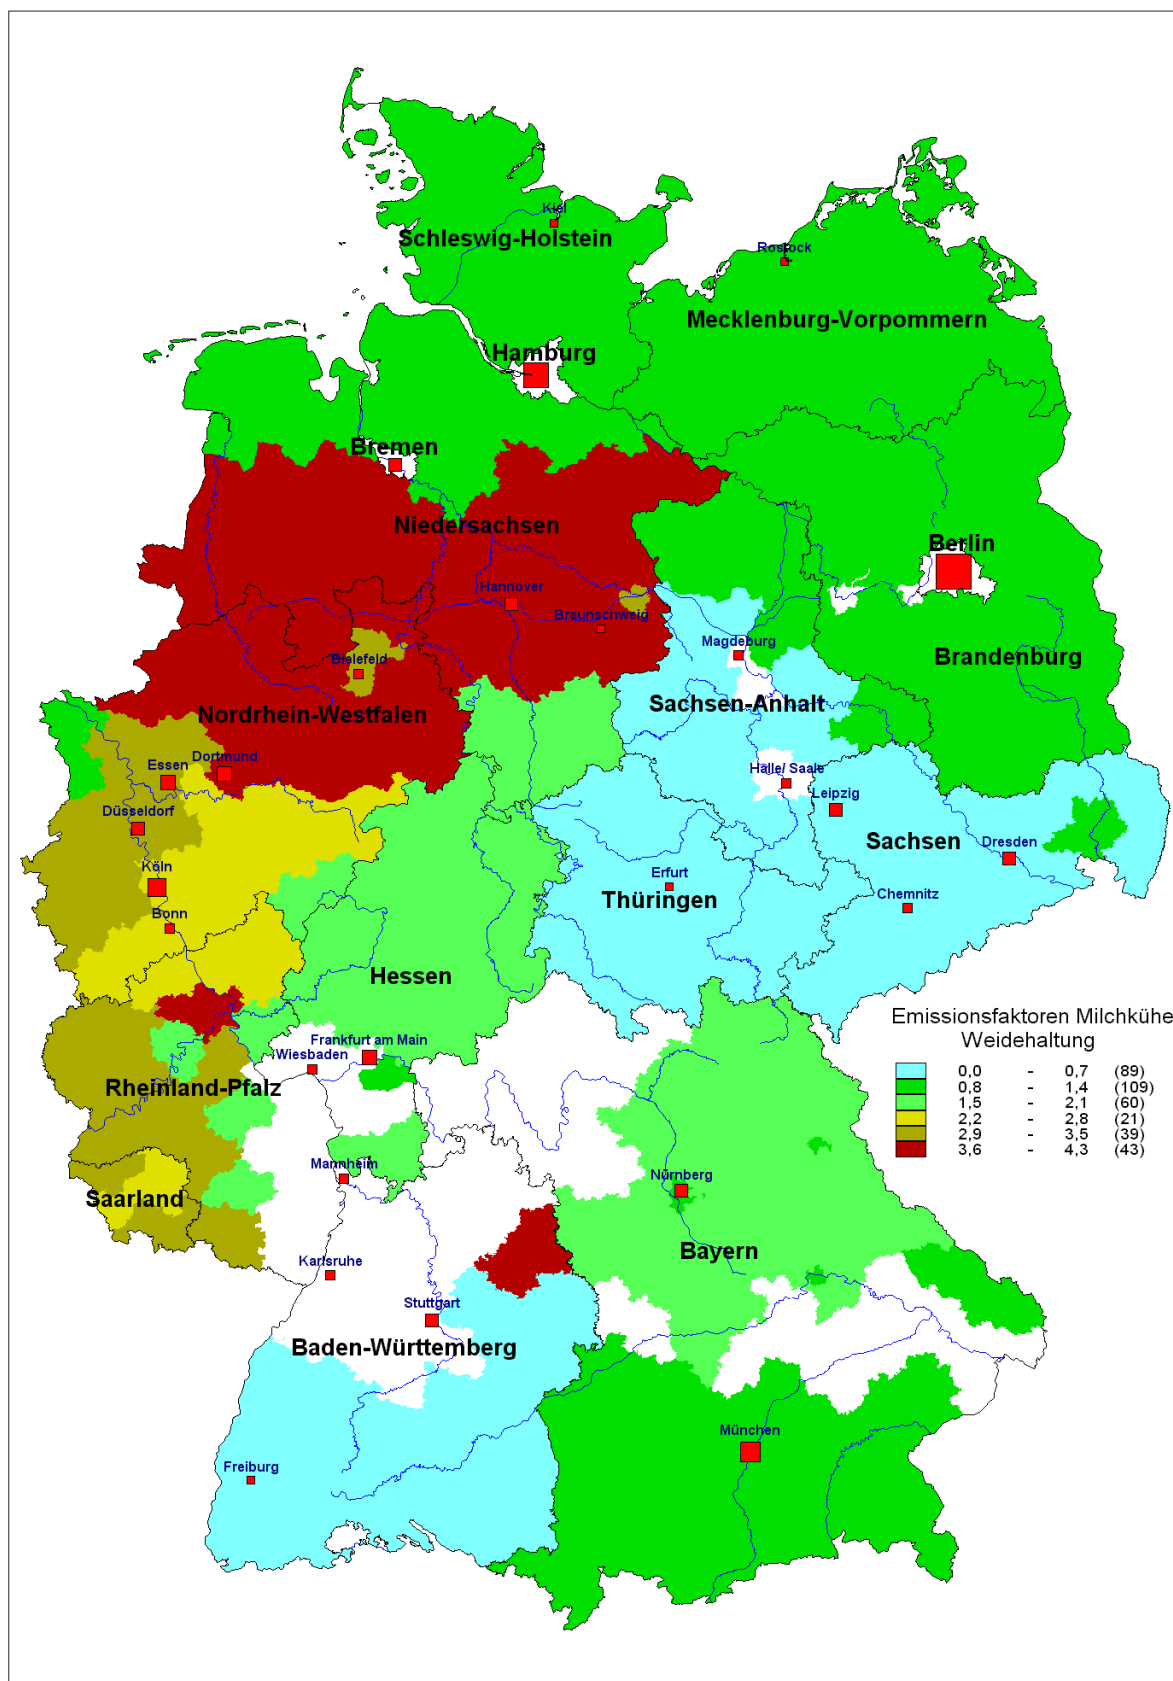 Kiel
Schleswig-Holstein
Rostock
Mecklenburg-Vorpommern
Hamburg
Bremen
Niedersachsen
Berlin
Hannover
Braunschweig
Magdeburg
Brandenburg
Bielefeld
Sachsen-Anhalt
Nordrhein-Westfalen
Dortmund
Essen
Halle/ Saale
Leipzig
Düsseldorf
Sachsen
Dresden
Köln
Erfurt
Thüringen
Chemnitz
Bonn
Hessen
Emissionsfaktoren Milchkühe
Weidehaltung
0,0 - 0,7 (89)
0,8 - 1,4 (109)
1,5 - 2,1 (60)
2,2 - 2,8 (21)
2,9 - 3,5 (39)
3,6 - 4,3 (43)
Frankfurt am Main
Wiesbaden
Rheinland-Pfalz
Mannheim
Nürnberg
Saarland
Bayern
Karlsruhe
Stuttgart
Baden-Württemberg
München
Freiburg